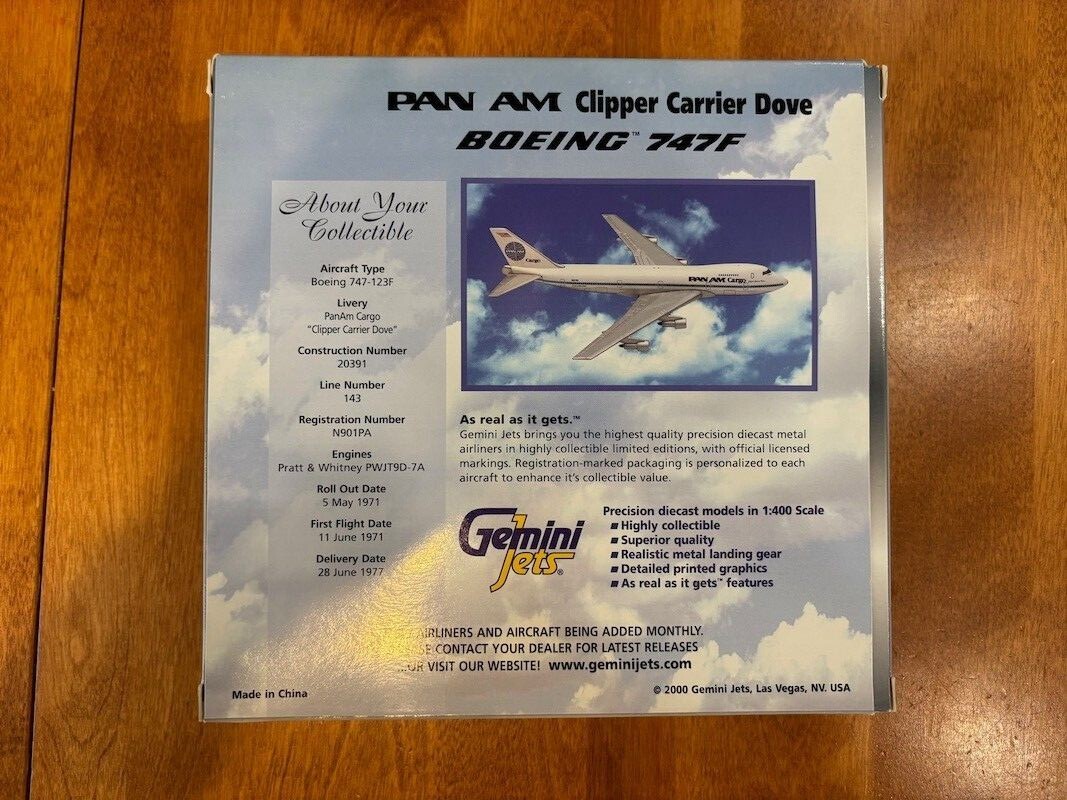 PAN AM Clipper Carrier Dove
BOEING™ 747F
About Your
Collectible
Aircraft Type
Boeing 747-123F
Livery
PanAm Cargo
"Clipper Carrier Dove"
Construction Number
20391
Line Number
143
Registration Number
N901PA
Engines
Pratt & Whitney PWJT9D-7A
Roll Out Date
5 May 1971
First Flight Date
11 June 1971
Delivery Date
28 June 1977
Cargo
PAN AM Cargo
As real as it gets.™
Gemini Jets brings you the highest quality precision diecast metal
airliners in highly collectible limited editions, with official licensed
markings. Registration-marked packaging is personalized to each
aircraft to enhance it's collectible value.
Gemini
Jets®
Precision diecast models in 1:400 Scale
■ Highly collectible
■ Superior quality
■ Realistic metal landing gear
■ Detailed printed graphics
■ As real as it gets™ features
AIRLINERS AND AIRCRAFT BEING ADDED MONTHLY.
CONTACT YOUR DEALER FOR LATEST RELEASES
...OR VISIT OUR WEBSITE! www.geminijets.com
Made in China
© 2000 Gemini Jets, Las Vegas, NV. USA